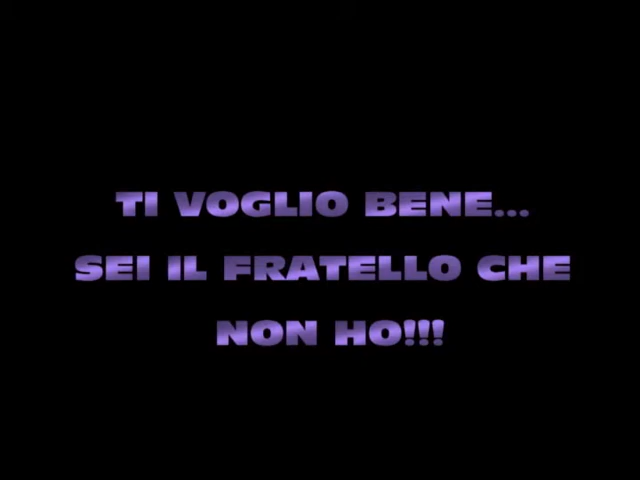 TI VOGLIO BENE...
SEI IL FRATELLO CHE
NON HO!!!